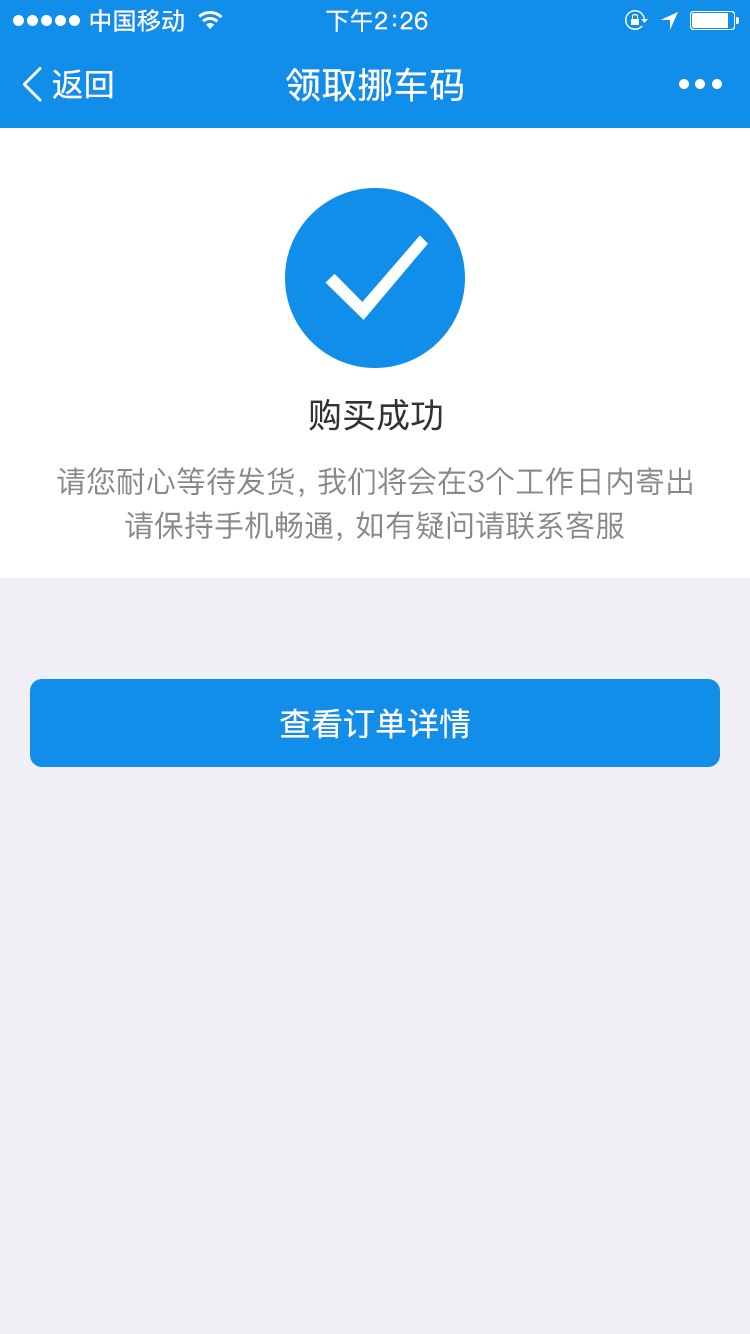 中国移动 下午2:26
返回 领取挪车码
购买成功
请您耐心等待发货, 我们将会在3个工作日内寄出
请保持手机畅通, 如有疑问请联系客服
查看订单详情